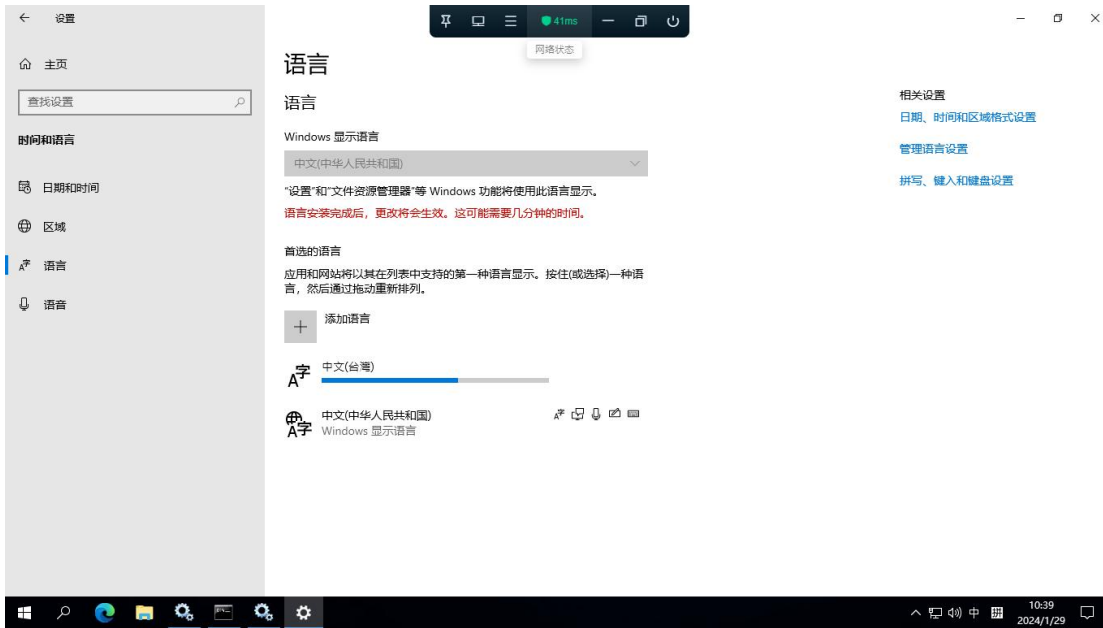 设置
41ms
网络状态
主页
查找设置
时间和语言
日期和时间
区域
语言
语音
语言
语言
Windows 显示语言
中文(中华人民共和国)
"设置"和"文件资源管理器"等 Windows 功能将使用此语言显示。
语言安装完成后，更改将会生效。这可能需要几分钟的时间。
首选的语言
应用和网站将以其在列表中支持的第一种语言显示。按住(或选择)一种语
言，然后通过拖动重新排列。
添加语言
中文(台灣)
中文(中华人民共和国)
Windows 显示语言
相关设置
日期、时间和区域格式设置
管理语言设置
拼写、键入和键盘设置
中
拼
10:39
2024/1/29